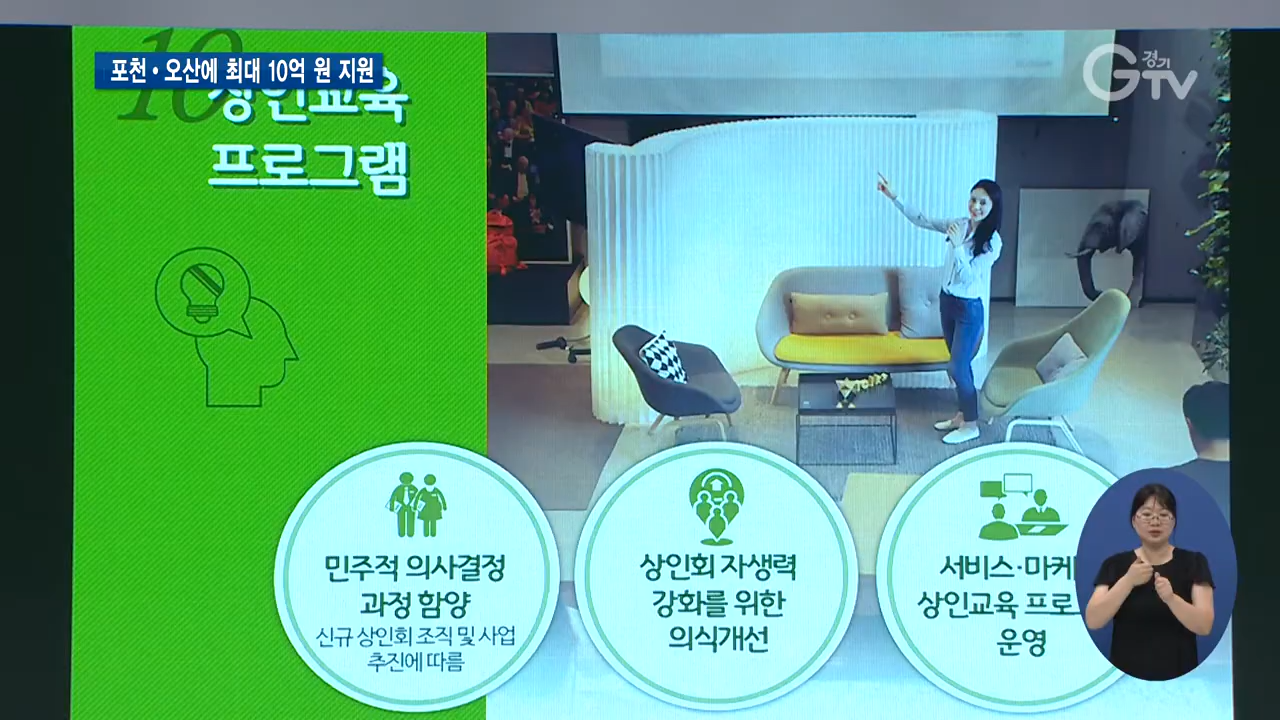 포천·오산에 최대 10억 원 지원
경기
GTV
10
상인교육
프로그램
민주적 의사결정
과정 함양
신규 상인회 조직 및 사업
추진에 따름
상인회 자생력
강화를 위한
의식개선
서비스·마케
상인교육 프로
운영